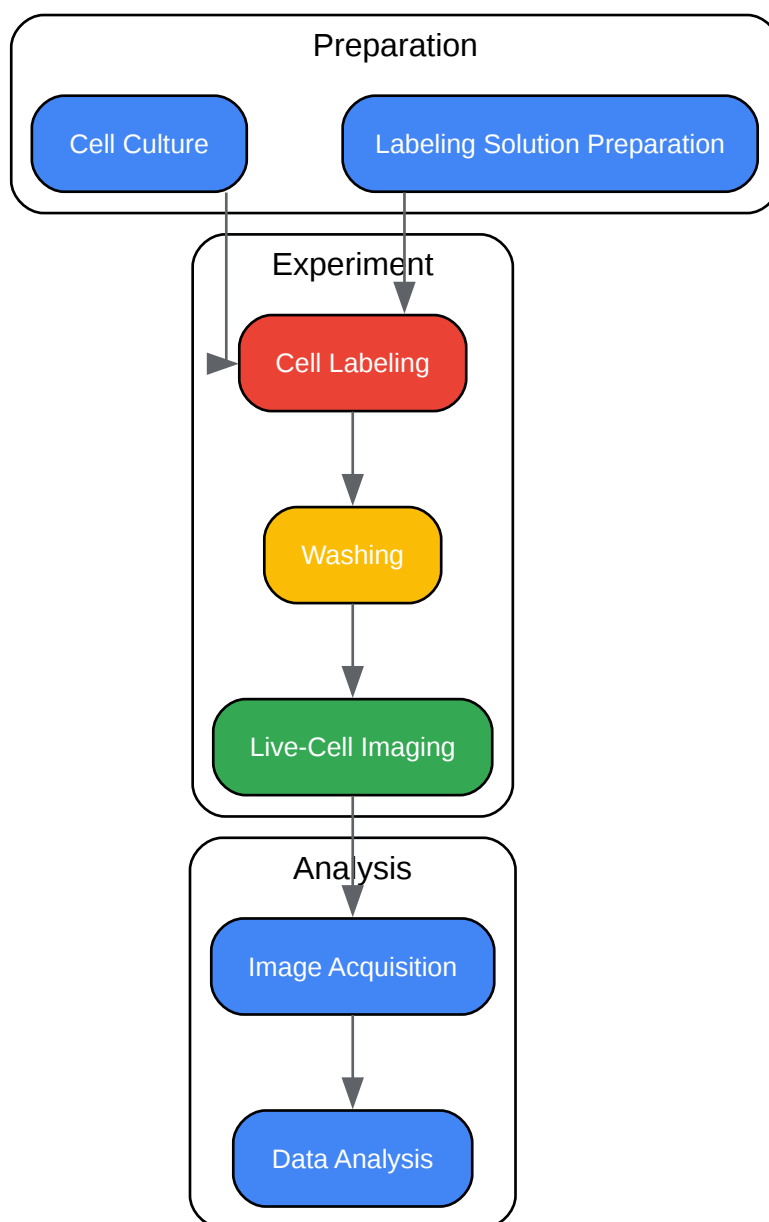 Preparation
Cell Culture
Labeling Solution Preparation
Experiment
Cell Labeling
Washing
Live-Cell Imaging
Analysis
Image Acquisition
Data Analysis